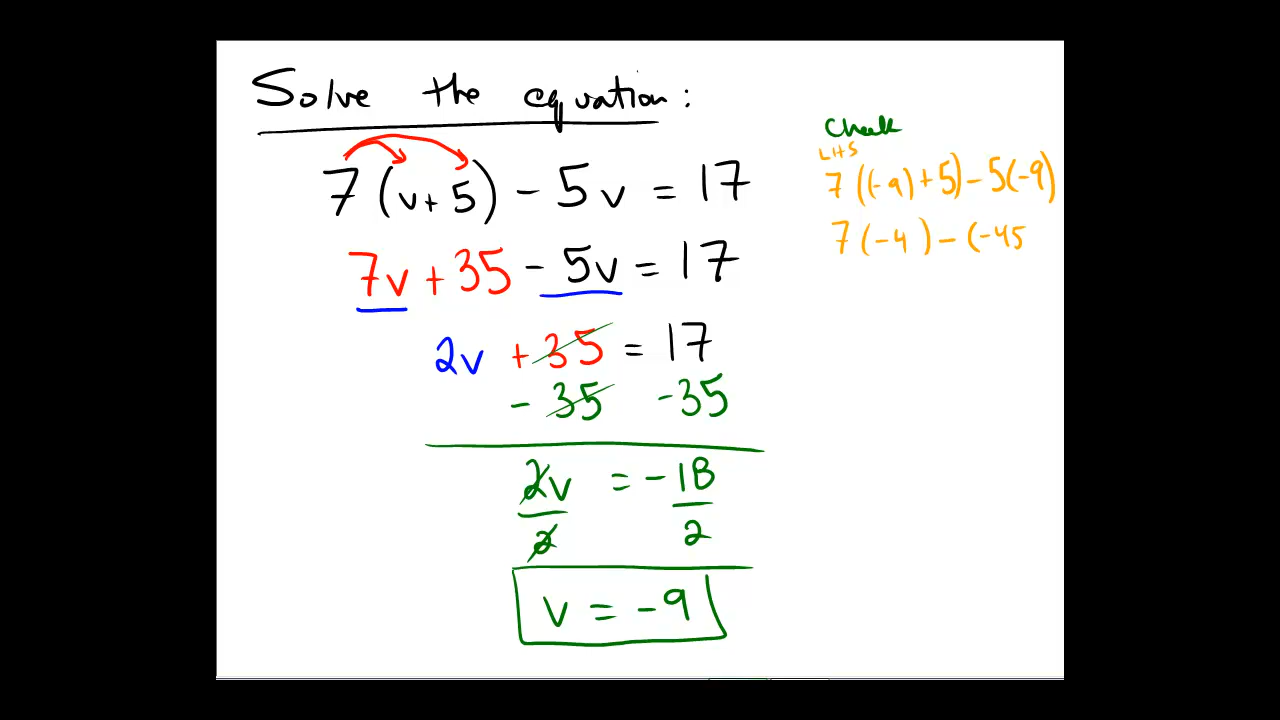 Solve the equation:
7(v+5) - 5v = 17
7v + 35 - 5v = 17
2v + 35 = 17
- 35 -35
2v = -18
2 2
v = -9
Check
LHS
7((-9)+5) - 5(-9)
7(-4) - (-45